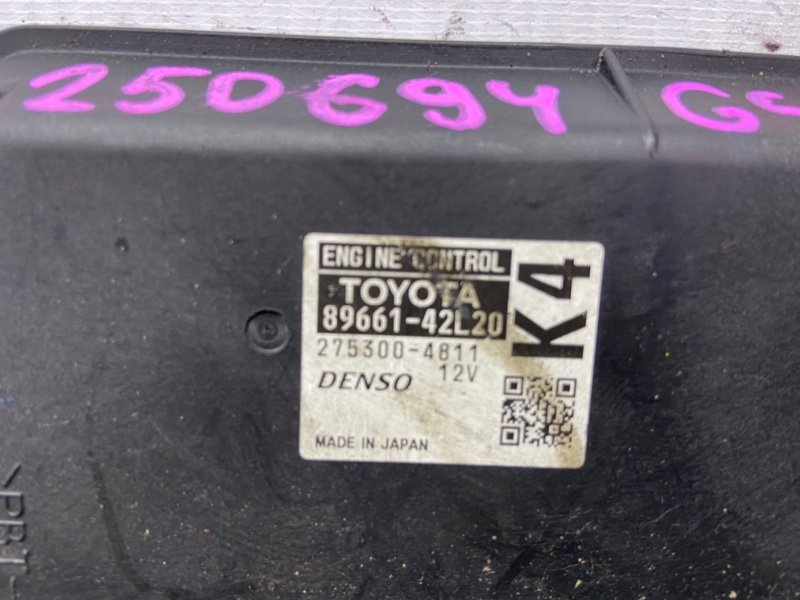 250694
ENGINE CONTROL
TOYOTA
89661-42L20
K4
275300-4811
DENSO 12V
MADE IN JAPAN